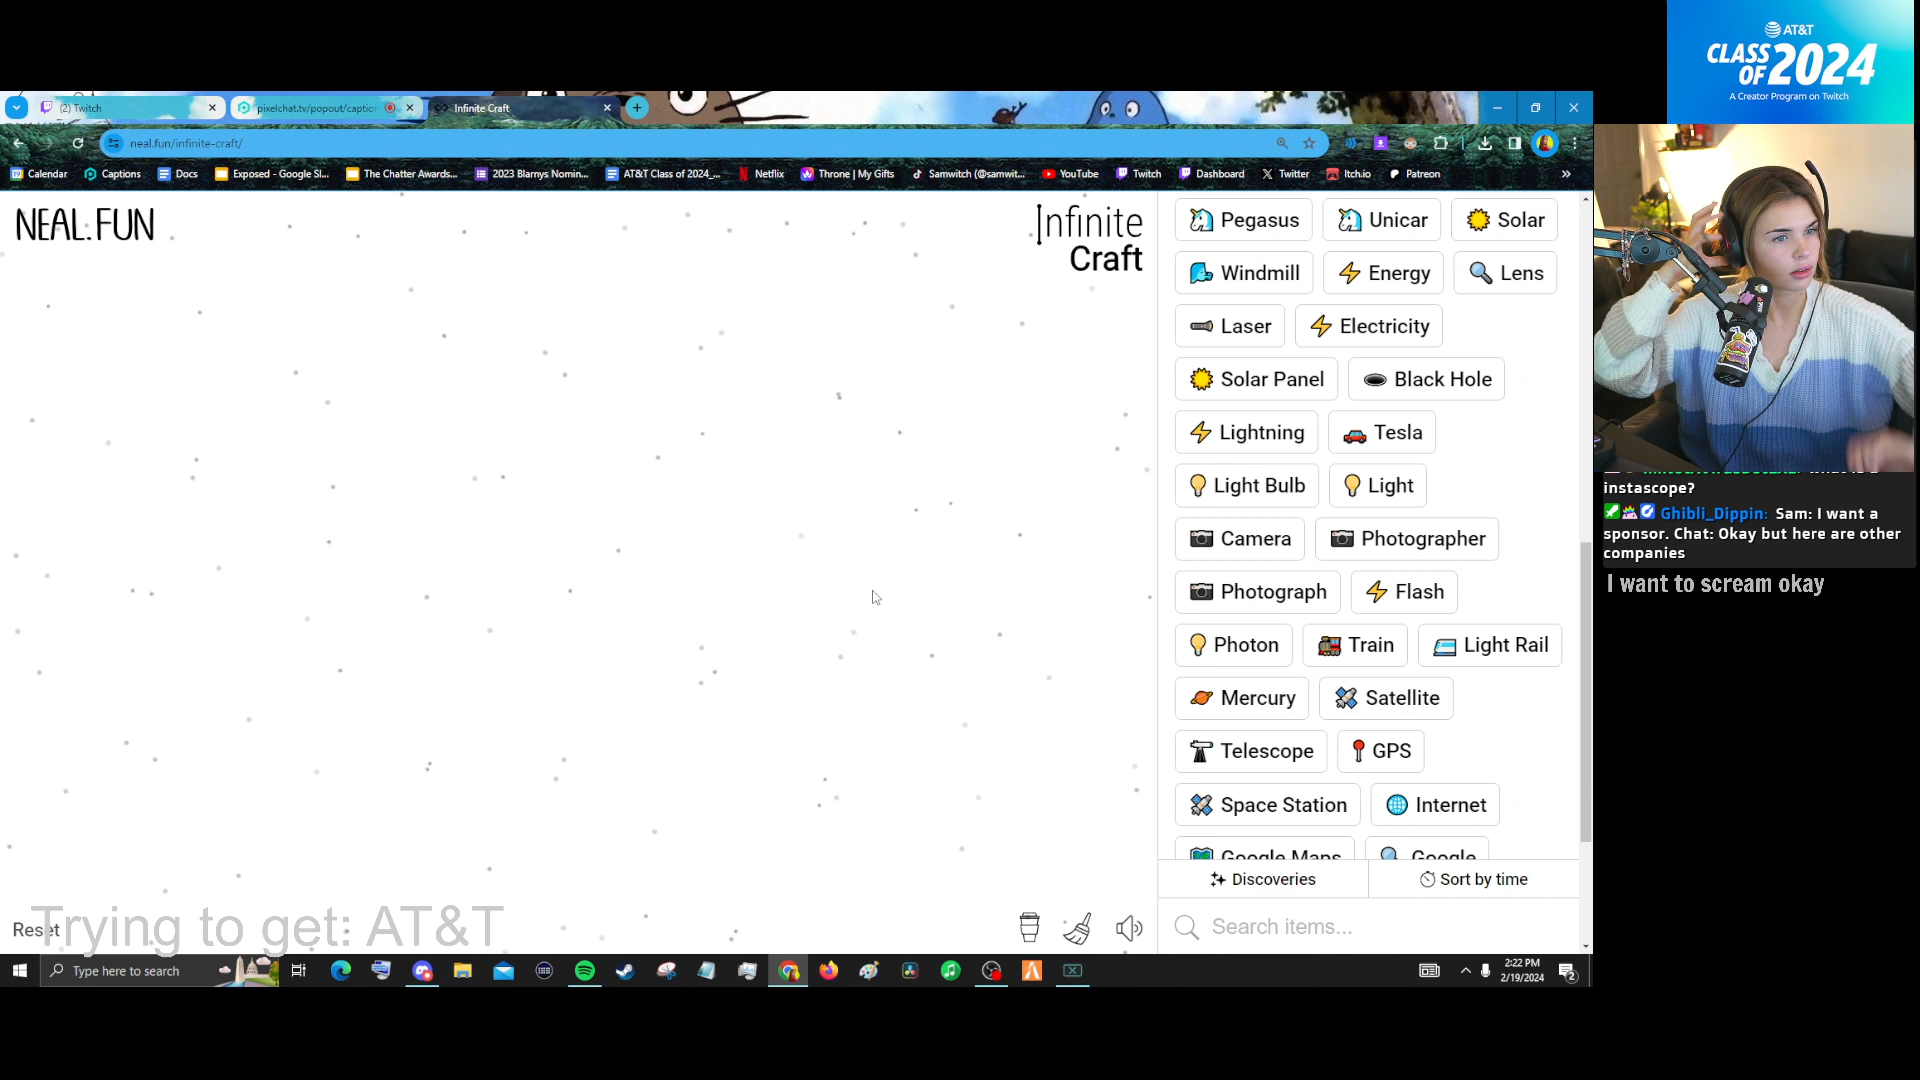 AT&T
CLASS
OF 2024
A Creator Program on Twitch
(2) Twitch
pixelchat.tv/popout/captio
Infinite Craft
neal.fun/infinite-craft/
Calendar
Captions
Docs
Exposed - Google Sl...
The Chatter Awards...
2023 Blarnys Nomin...
AT&T Class of 2024_...
Netflix
Throne | My Gifts
Samwitch (@samwit...
YouTube
Twitch
Dashboard
Twitter
Itch.io
Patreon
NEAL.FUN
Infinite
Craft
Pegasus Unicar Solar
Windmill Energy Lens
Laser Electricity
Solar Panel Black Hole
Lightning Tesla
Light Bulb Light
Camera Photographer
Photograph Flash
Photon Train Light Rail
Mercury Satellite
Telescope GPS
Space Station Internet
Google Maps Google
Discoveries Sort by time
Search items...
Reset
Trying to get: AT&T
instascope?
Ghibli_Dippin: Sam: I want a
sponsor. Chat: Okay but here are other
companies
I want to scream okay
Type here to search
2:22 PM
2/19/2024
2